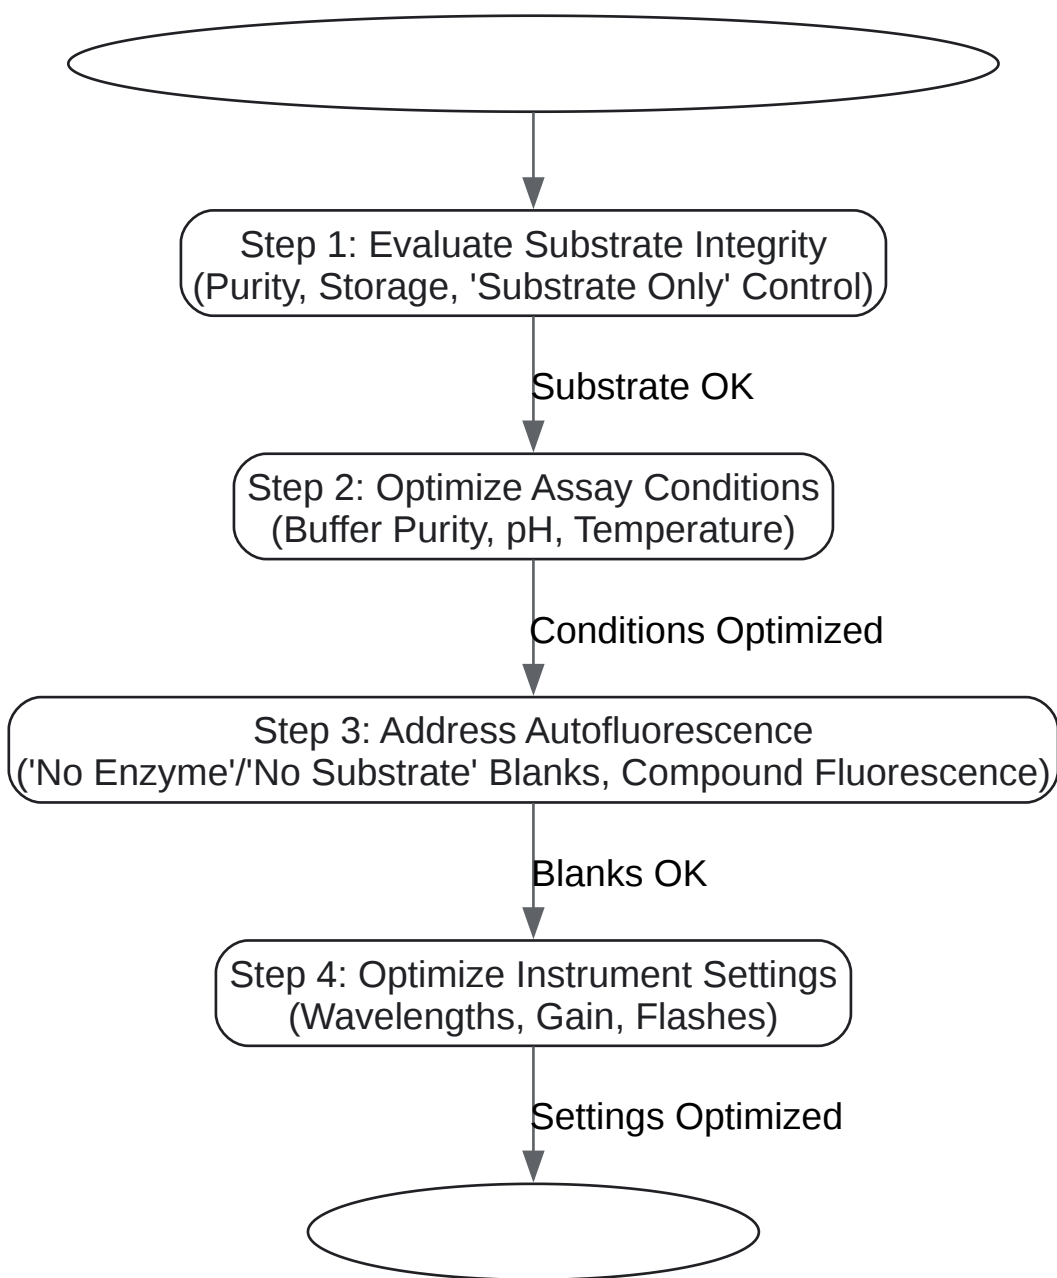 Step 1: Evaluate Substrate Integrity
(Purity, Storage, 'Substrate Only' Control)
Substrate OK
Step 2: Optimize Assay Conditions
(Buffer Purity, pH, Temperature)
Conditions Optimized
Step 3: Address Autofluorescence
('No Enzyme'/'No Substrate' Blanks, Compound Fluorescence)
Blanks OK
Step 4: Optimize Instrument Settings
(Wavelengths, Gain, Flashes)
Settings Optimized